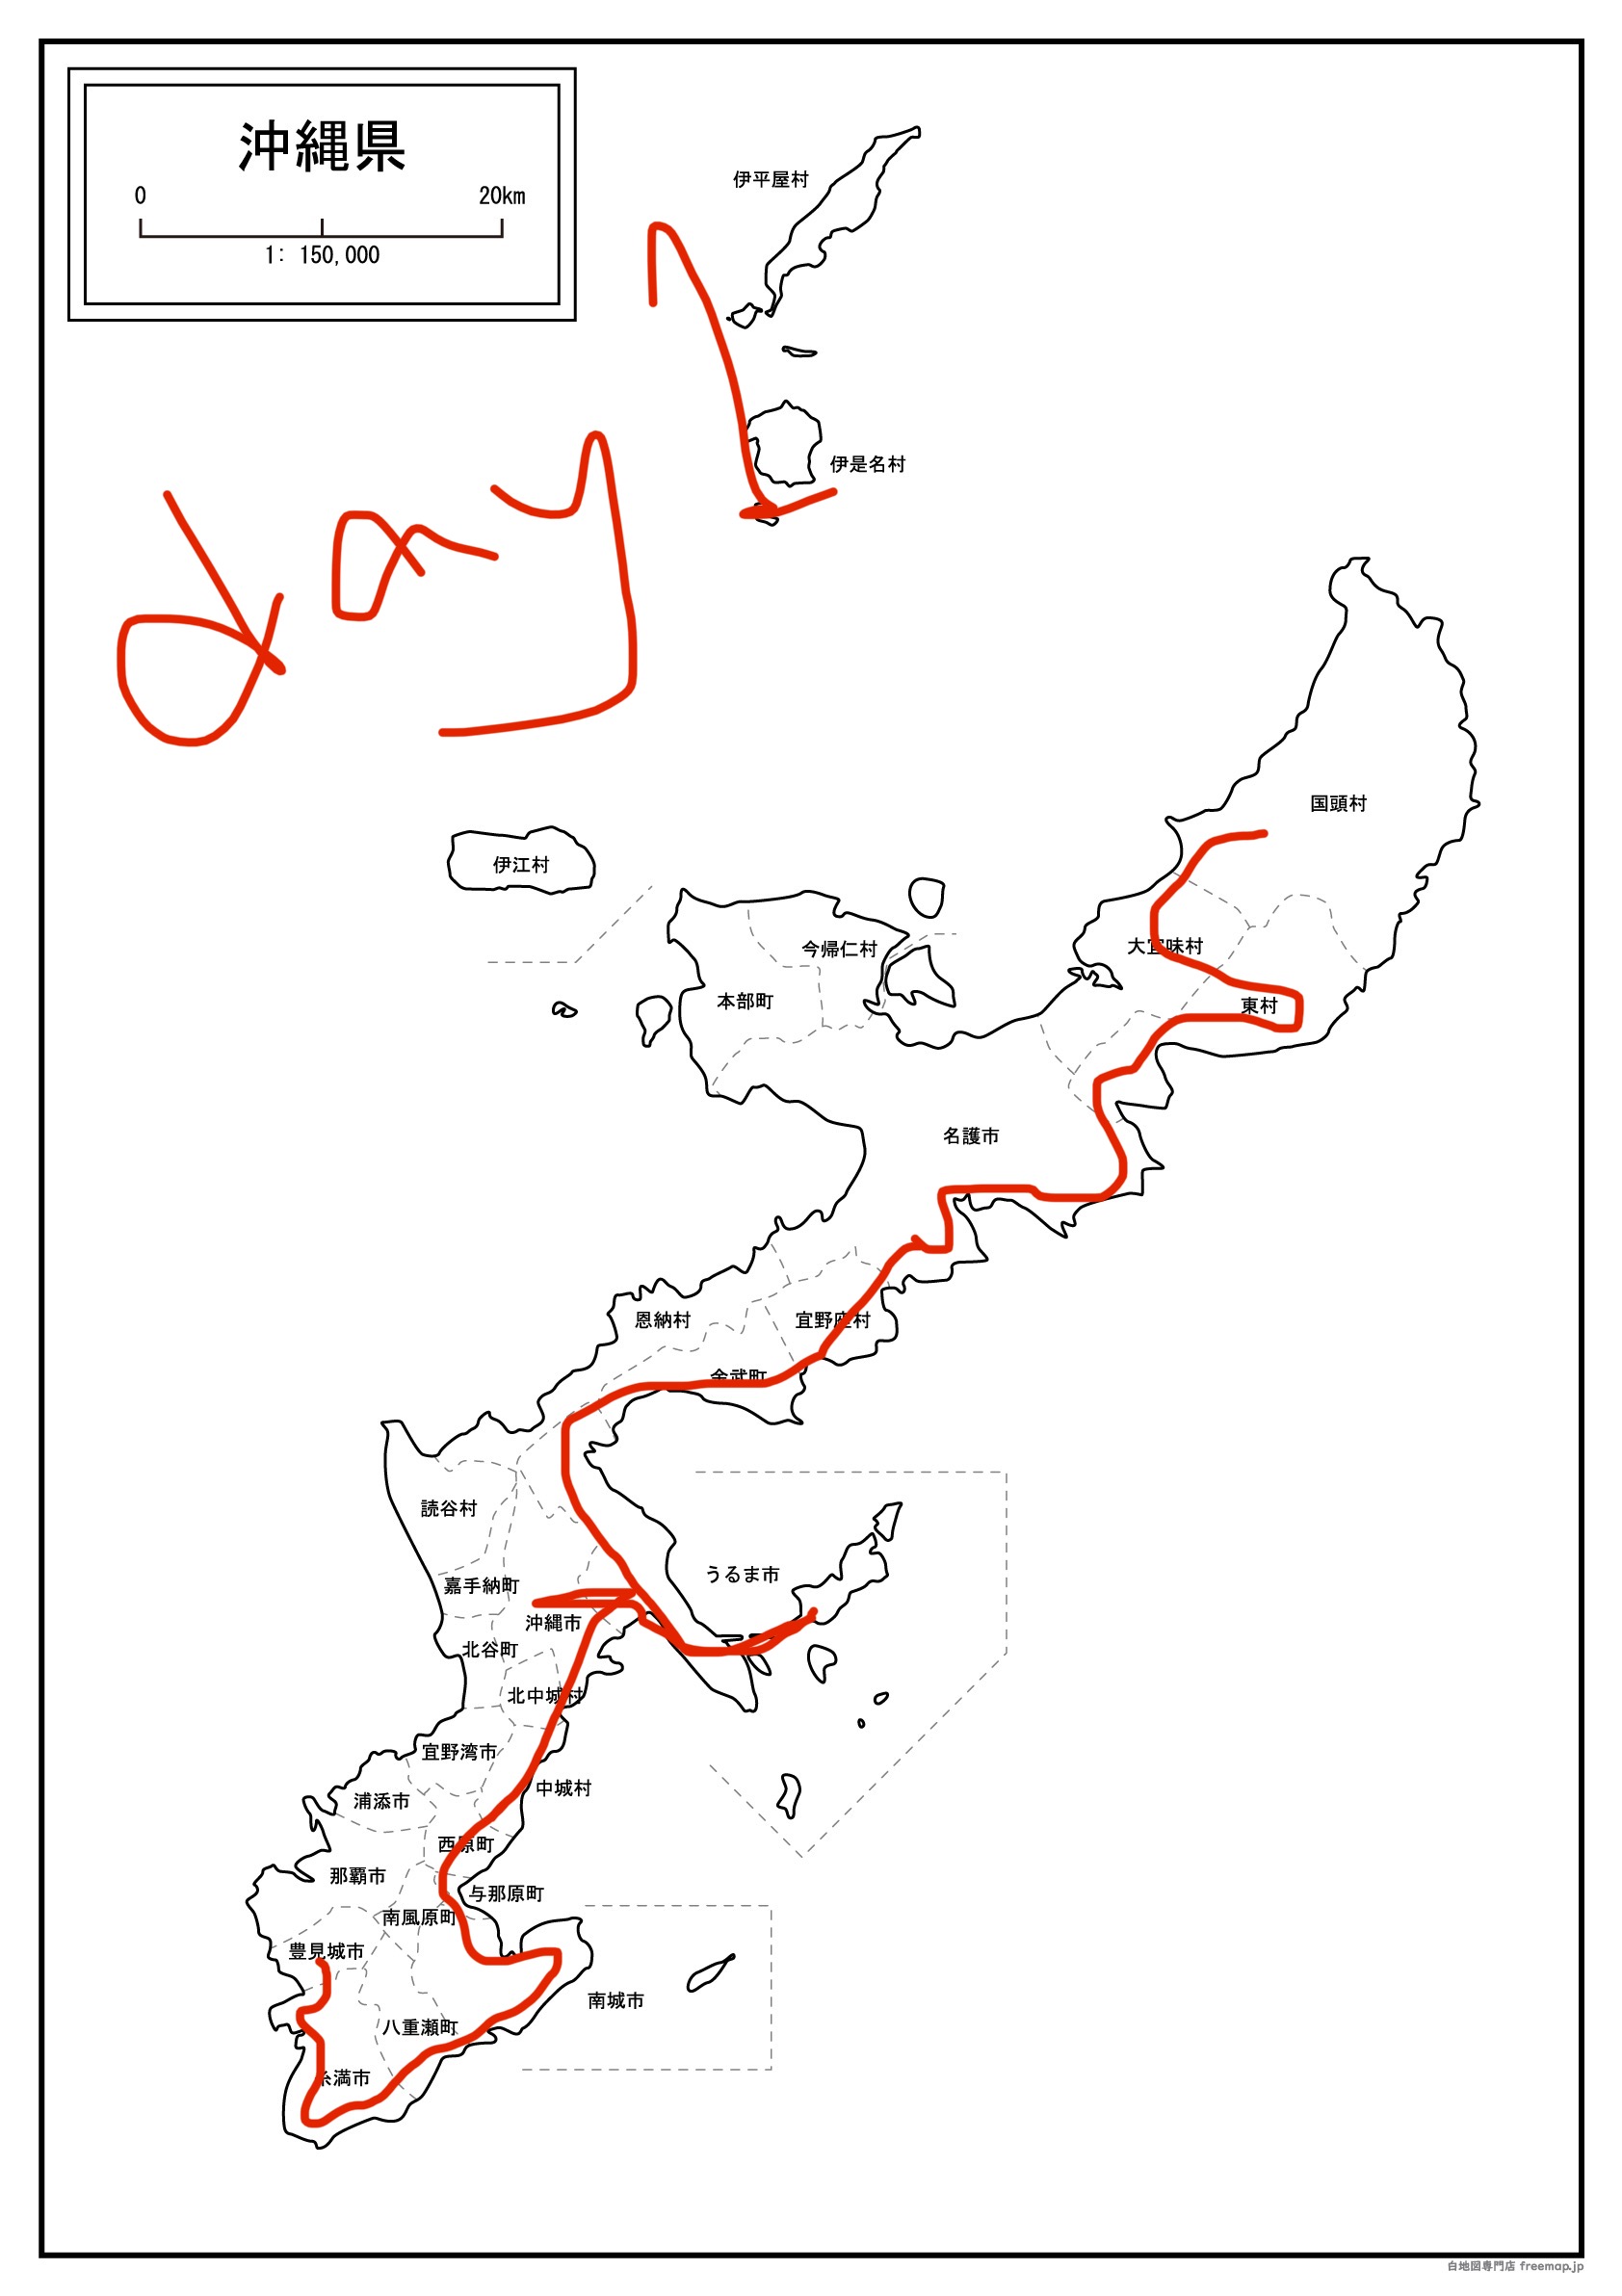 沖縄県
0 20km
1: 150,000
伊平屋村
伊是名村
day 1
国頭村
伊江村
大宜味村
今帰仁村
本部町
東村
名護市
恩納村
宜野座村
金武町
読谷村
うるま市
嘉手納町
沖縄市
北谷町
北中城村
宜野湾市
中城村
浦添市
西原町
那覇市
与那原町
南風原町
豊見城市
南城市
八重瀬町
糸満市
白地図専門店 freemap.jp